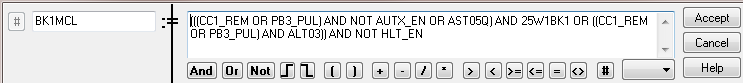 # BK1MCL := (((CC1_REM OR PB3_PUL) AND NOT AUTX_EN OR AST05Q) AND 25W1BK1 OR ((CC1_REM
OR PB3_PUL) AND ALT03)) AND NOT HLT_EN
Accept
Cancel
And Or Not ( ) + - / * > < >= <= = <> #
Help